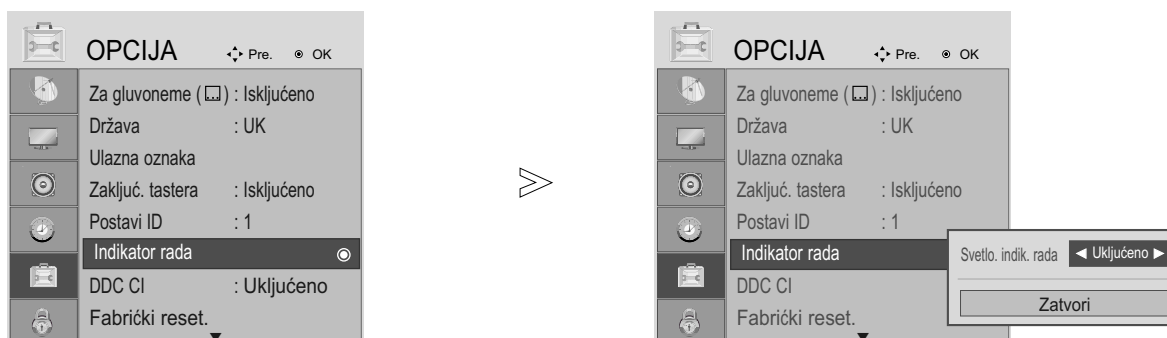 OPCIJA Pre. OK
Za gluvoneme ( ) : Isključeno
Država : UK
Ulazna oznaka
Zaključ. tastera : Isključeno
Postavi ID : 1
Indikator rada
DDC CI : Uključeno
Fabrićki reset.
OPCIJA Pre. OK
Za gluvoneme ( ) : Isključeno
Država : UK
Ulazna oznaka
Zaključ. tastera : Isključeno
Postavi ID : 1
Indikator rada
DDC CI
Fabrićki reset.
Svetlo. indik. rada ◄ Uključeno ►
Zatvori